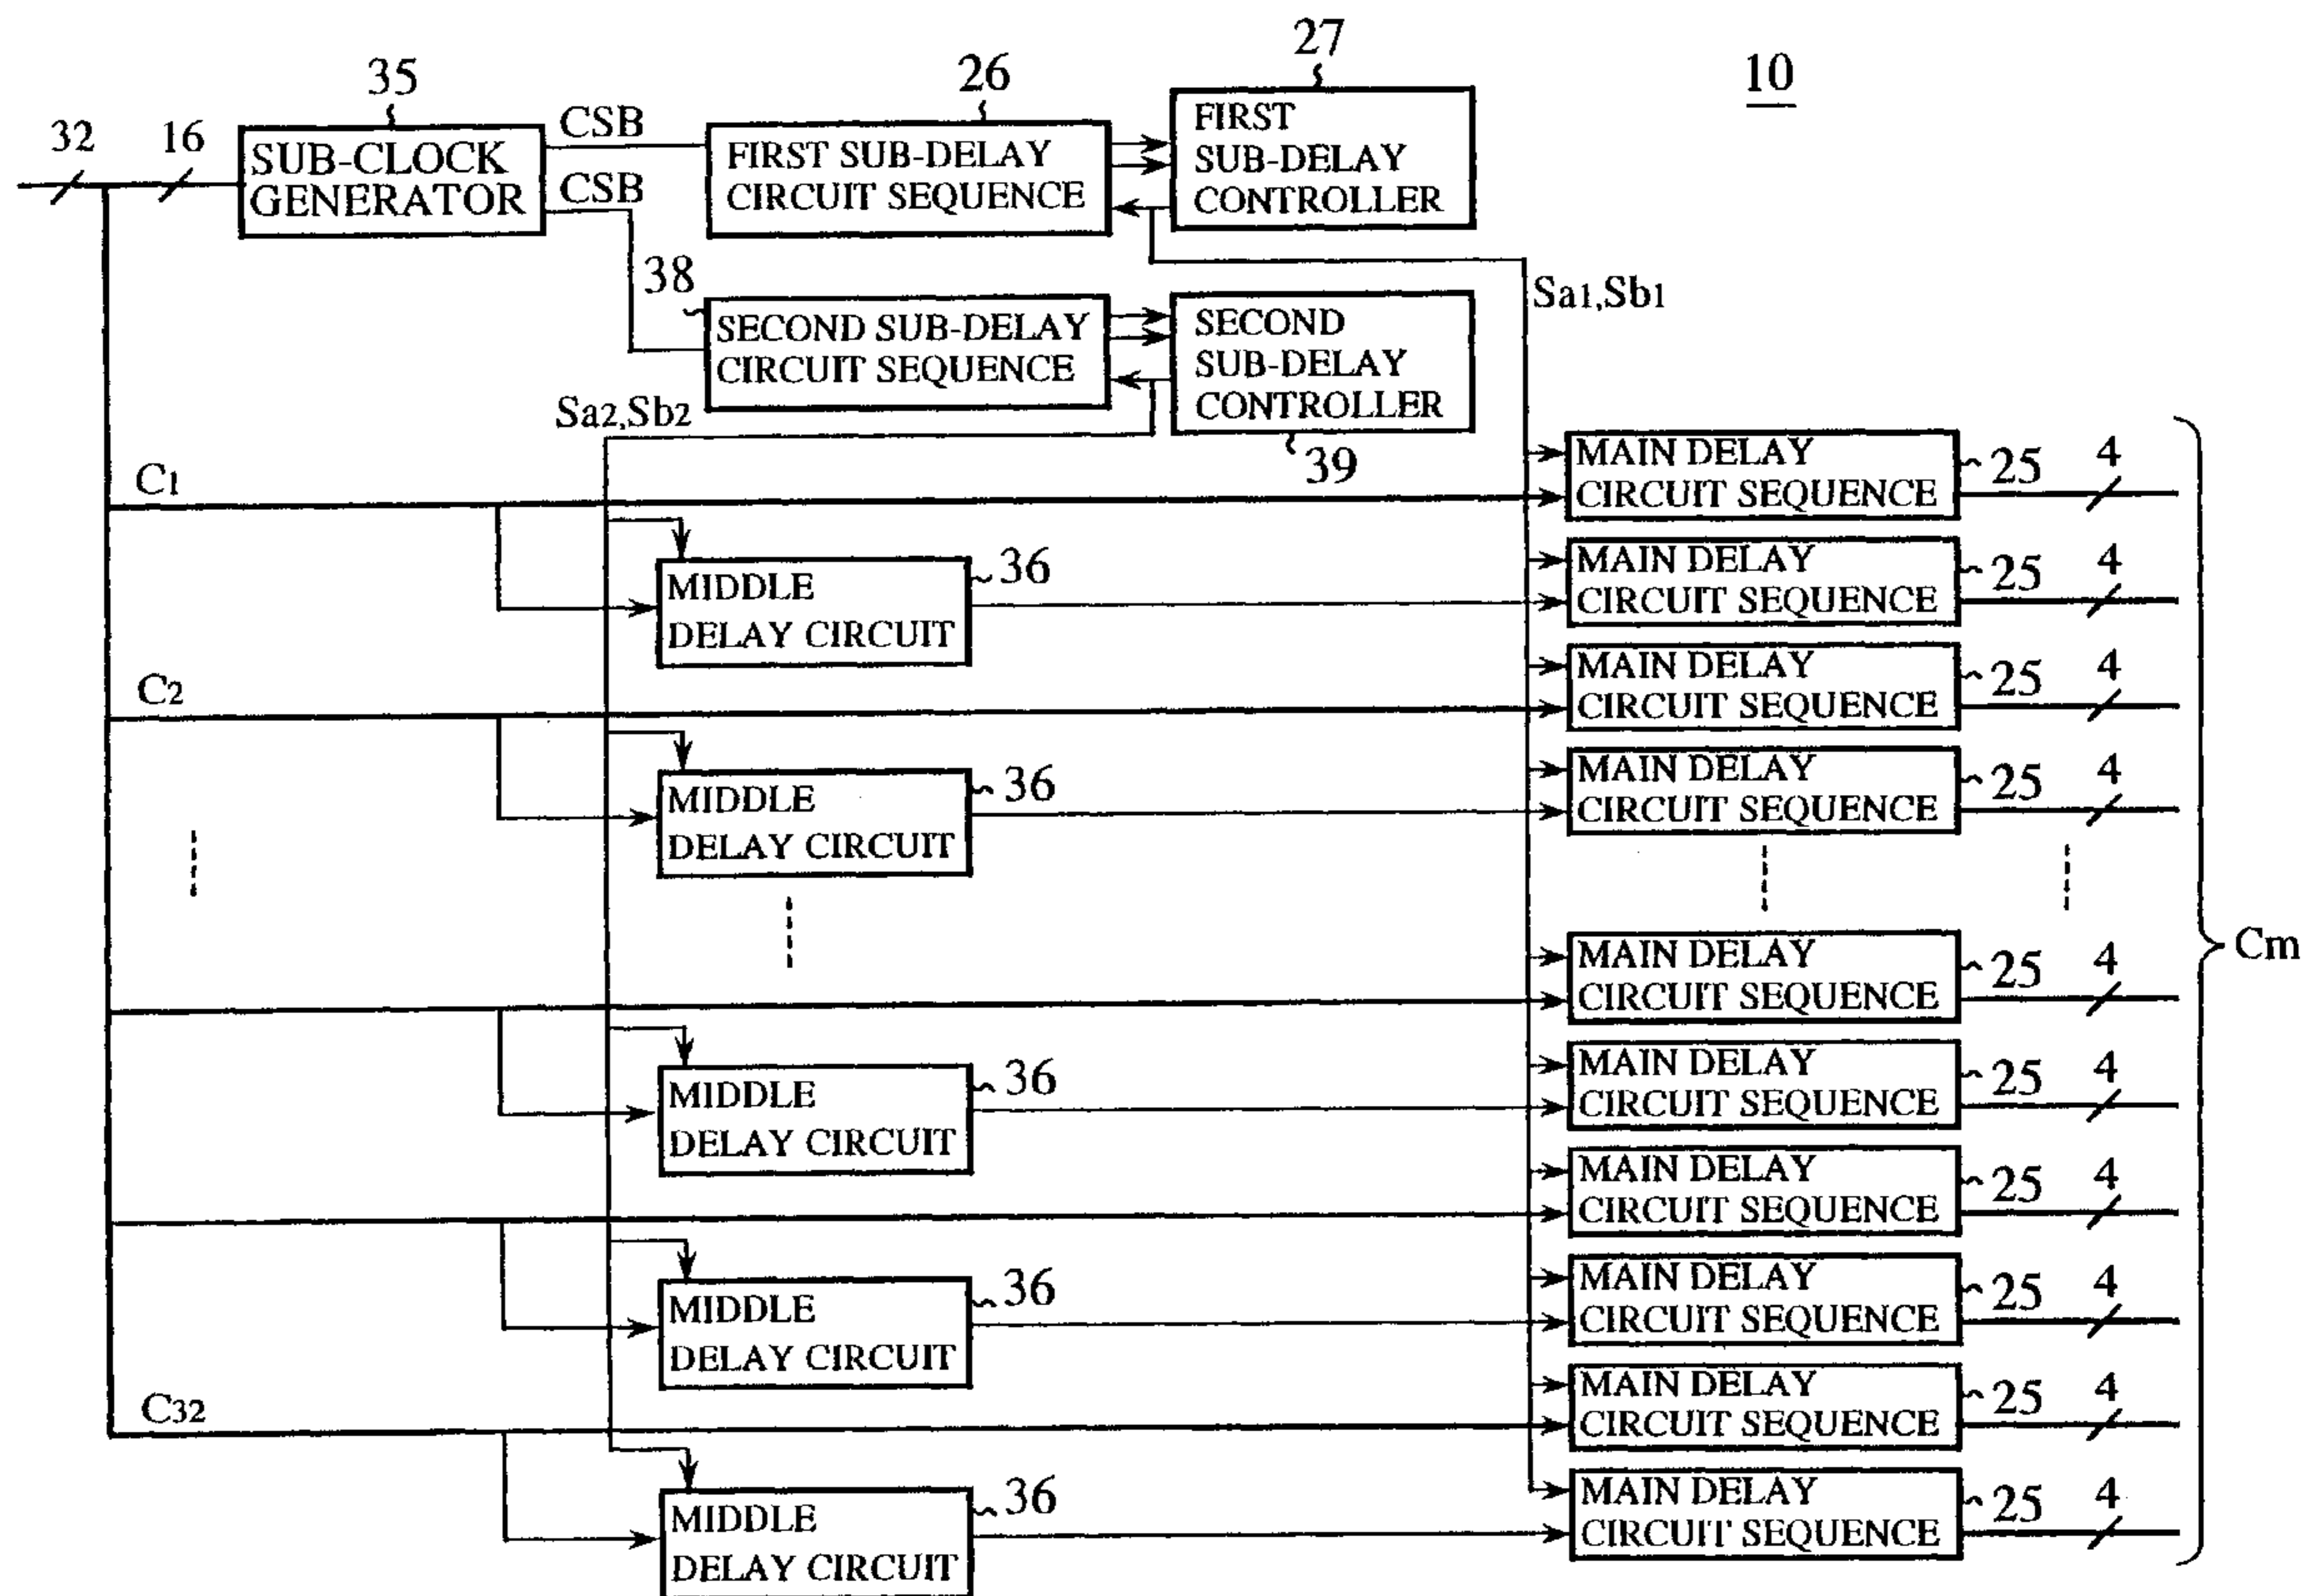 27
10
35
26
32
16
CSB
CSB
SUB-CLOCK
GENERATOR
FIRST SUB-DELAY
CIRCUIT SEQUENCE
FIRST
SUB-DELAY
CONTROLLER
38
Sa1,Sb1
SECOND SUB-DELAY
CIRCUIT SEQUENCE
SECOND
SUB-DELAY
CONTROLLER
Sa2,Sb2
39
C1
MAIN DELAY
CIRCUIT SEQUENCE
25
4
MIDDLE
DELAY CIRCUIT
36
MAIN DELAY
CIRCUIT SEQUENCE
25
4
C2
MAIN DELAY
CIRCUIT SEQUENCE
25
4
MIDDLE
DELAY CIRCUIT
36
MAIN DELAY
CIRCUIT SEQUENCE
25
4
Cm
MAIN DELAY
CIRCUIT SEQUENCE
25
4
MIDDLE
DELAY CIRCUIT
36
MAIN DELAY
CIRCUIT SEQUENCE
25
4
MAIN DELAY
CIRCUIT SEQUENCE
25
4
MIDDLE
DELAY CIRCUIT
36
MAIN DELAY
CIRCUIT SEQUENCE
25
4
C32
MAIN DELAY
CIRCUIT SEQUENCE
25
4
MIDDLE
DELAY CIRCUIT
36
MAIN DELAY
CIRCUIT SEQUENCE
25
4